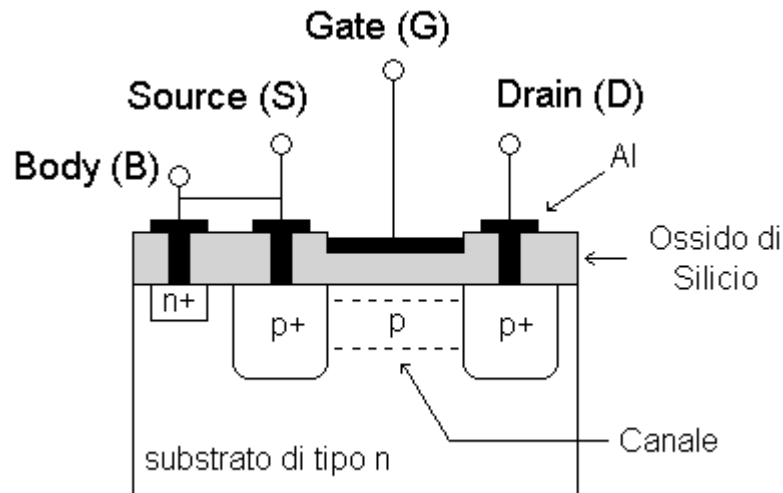 Gate (G)
Source (S)
Drain (D)
Body (B)
Al
Ossido di
Silicio
n+
p+
p
p+
Canale
substrato di tipo n